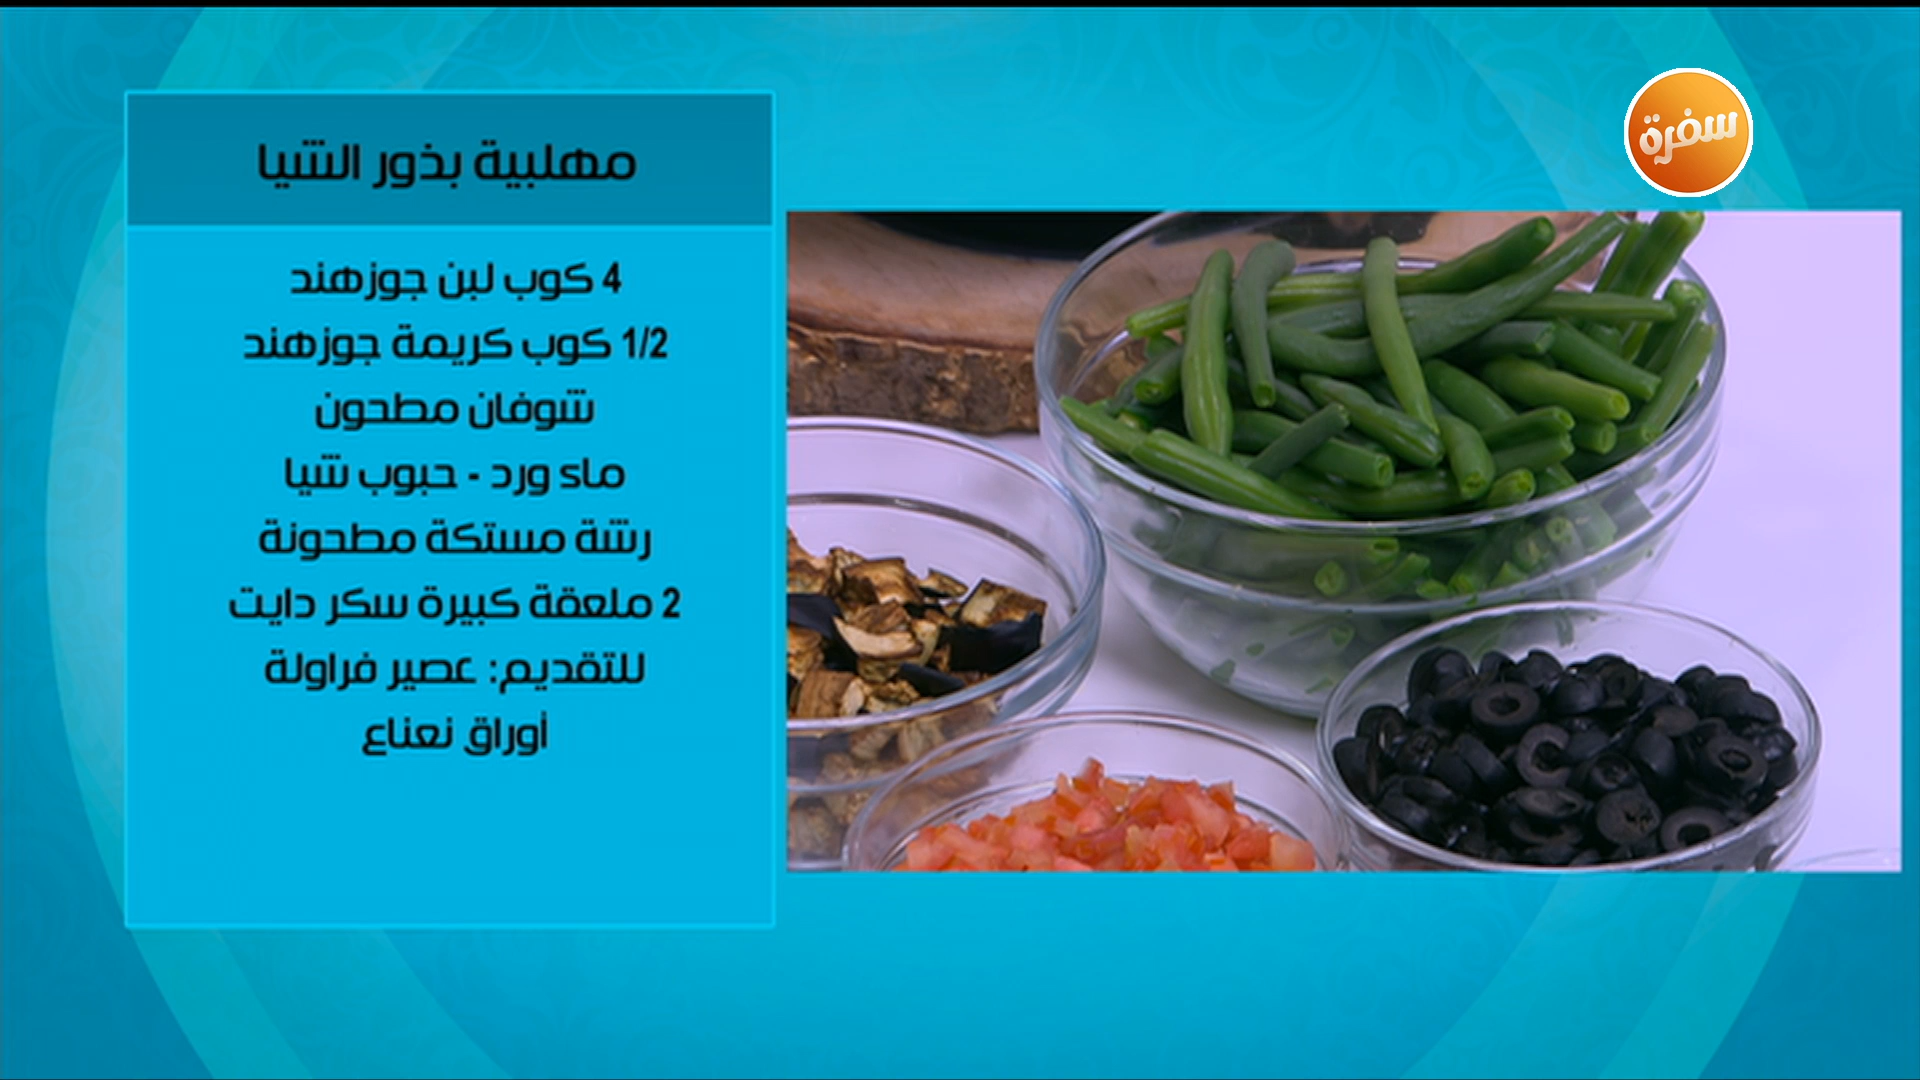 سفرة
مهلبية بذور الشيا
4 كوب لبن جوزهند
1/2 كوب كريمة جوزهند
شوفان مطحون
ماء ورد - حبوب شيا
رشة مستكة مطحونة
2 ملعقة كبيرة سكر دايت
للتقديم: عصير فراولة
أوراق نعناع